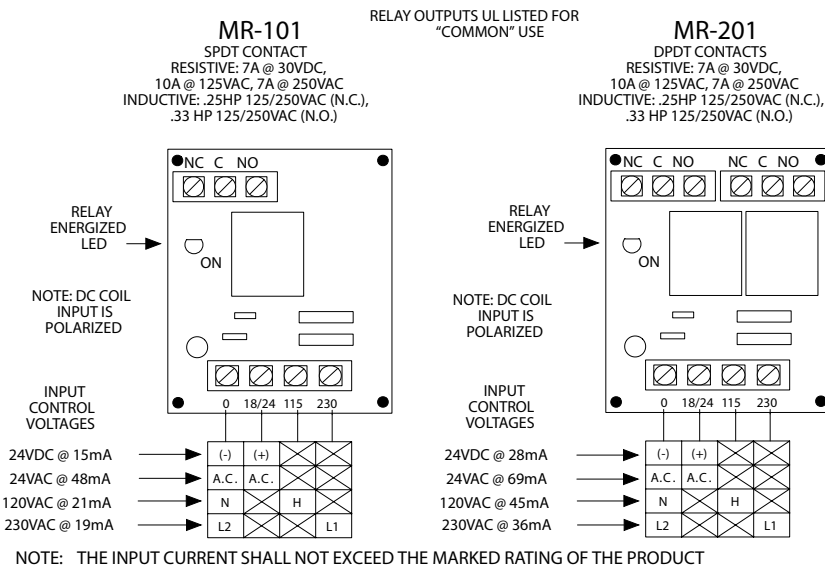 RELAY OUTPUTS UL LISTED FOR
"COMMON" USE
MR-101
SPDT CONTACT
RESISTIVE: 7A @ 30VDC,
10A @ 125VAC, 7A @ 250VAC
INDUCTIVE: .25HP 125/250VAC (N.C.),
.33 HP 125/250VAC (N.O.)
NC C NO
RELAY
ENERGIZED
LED
ON
NOTE: DC COIL
INPUT IS
POLARIZED
INPUT
CONTROL
VOLTAGES
0 18/24 115 230
24VDC @ 15mA (-) (+)
24VAC @ 48mA A.C. A.C.
120VAC @ 21mA N H
230VAC @ 19mA L2 L1
MR-201
DPDT CONTACTS
RESISTIVE: 7A @ 30VDC,
10A @ 125VAC, 7A @ 250VAC
INDUCTIVE: .25HP 125/250VAC (N.C.),
.33 HP 125/250VAC (N.O.)
NC C NO NC C NO
RELAY
ENERGIZED
LED
ON
NOTE: DC COIL
INPUT IS
POLARIZED
INPUT
CONTROL
VOLTAGES
0 18/24 115 230
24VDC @ 28mA (-) (+)
24VAC @ 69mA A.C. A.C.
120VAC @ 45mA N H
230VAC @ 36mA L2 L1
NOTE: THE INPUT CURRENT SHALL NOT EXCEED THE MARKED RATING OF THE PRODUCT